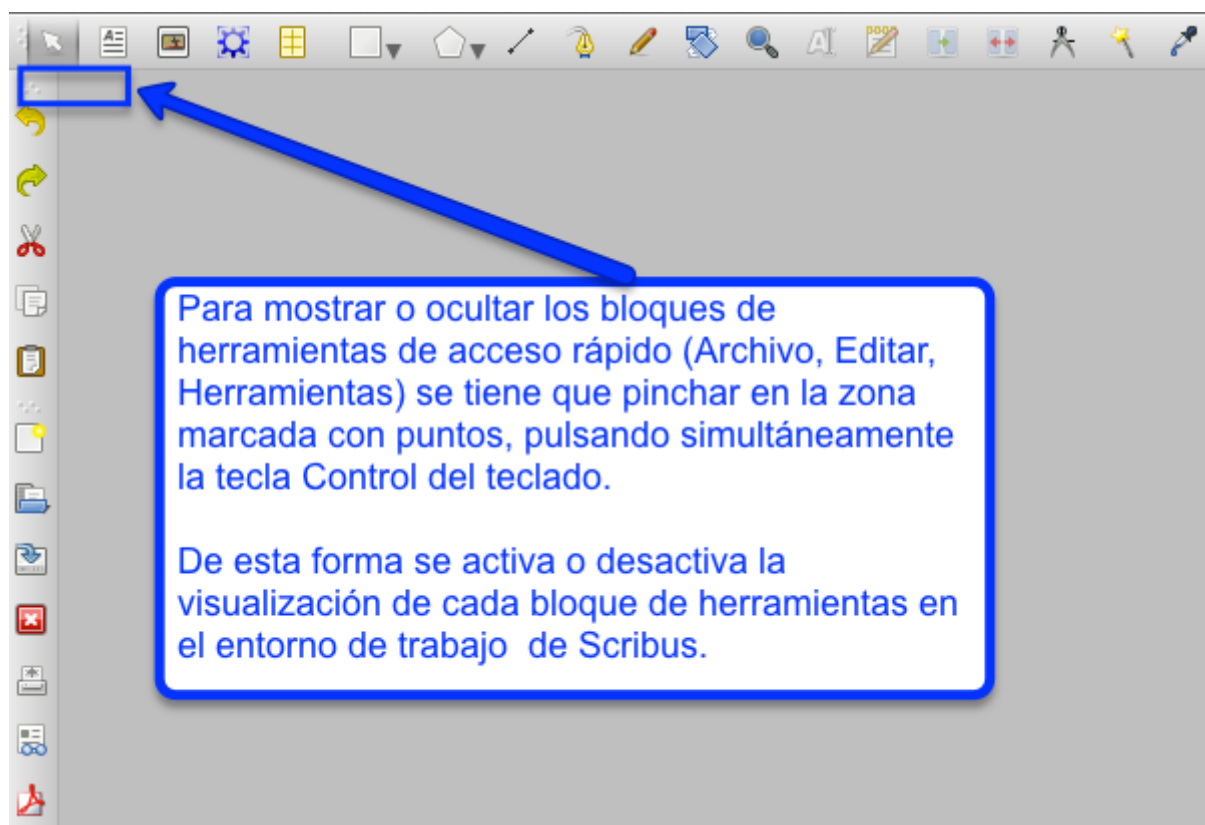 Para mostrar o ocultar los bloques de
herramientas de acceso rápido (Archivo, Editar,
Herramientas) se tiene que pinchar en la zona
marcada con puntos, pulsando simultáneamente
la tecla Control del teclado.
De esta forma se activa o desactiva la
visualización de cada bloque de herramientas en
el entorno de trabajo  de Scribus.